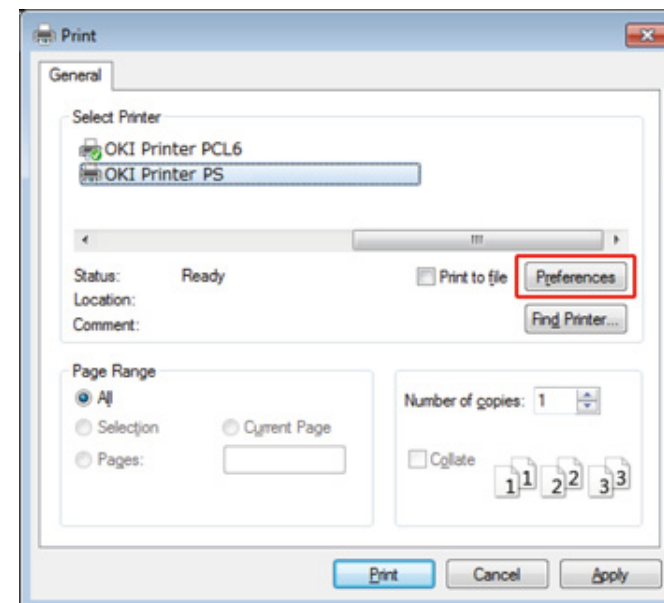 Print
General
Select Printer
OKI Printer PCL6
OKI Printer PS
Status: Ready
Print to file
Preferences
Location:
Comment:
Find Printer...
Page Range
All
Selection
Current Page
Pages:
Number of copies: 1
Collate
1 1 2 2 3 3
Print
Cancel
Apply